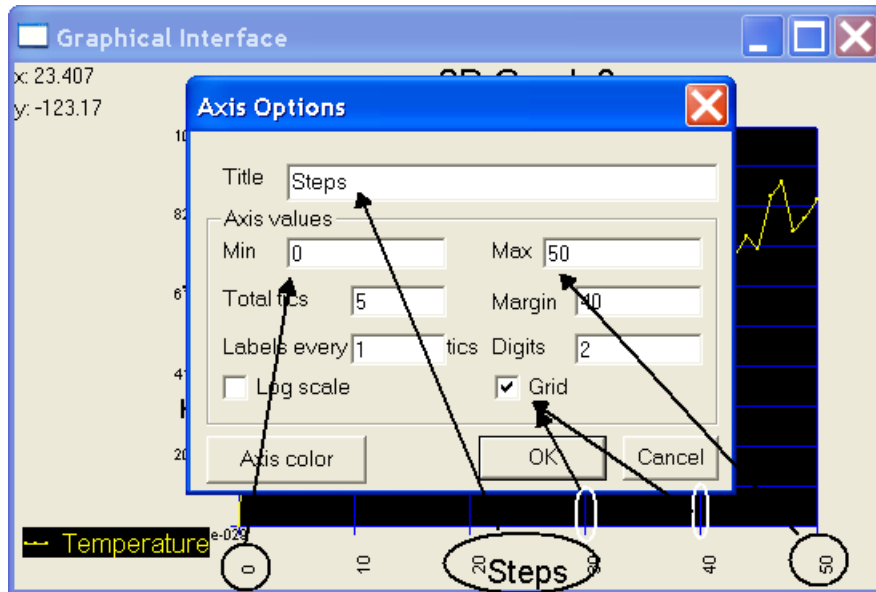 Graphical Interface
x: 23.407
y: -123.17
Axis Options
Title Steps
Axis values
Min 0 Max 50
Total tics 5 Margin 40
Labels every 1 tics Digits 2
Log scale Grid
Axis color OK Cancel
Temperature
e-029
0 10 20 30 40 50
Steps